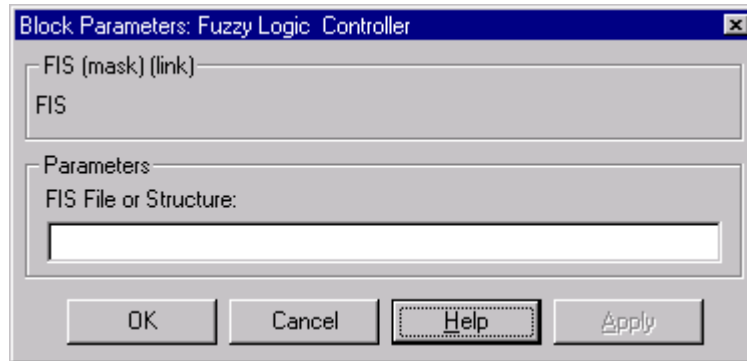 Block Parameters: Fuzzy Logic  Controller
FIS (mask) (link)
FIS
Parameters
FIS File or Structure:
OK Cancel Help Apply